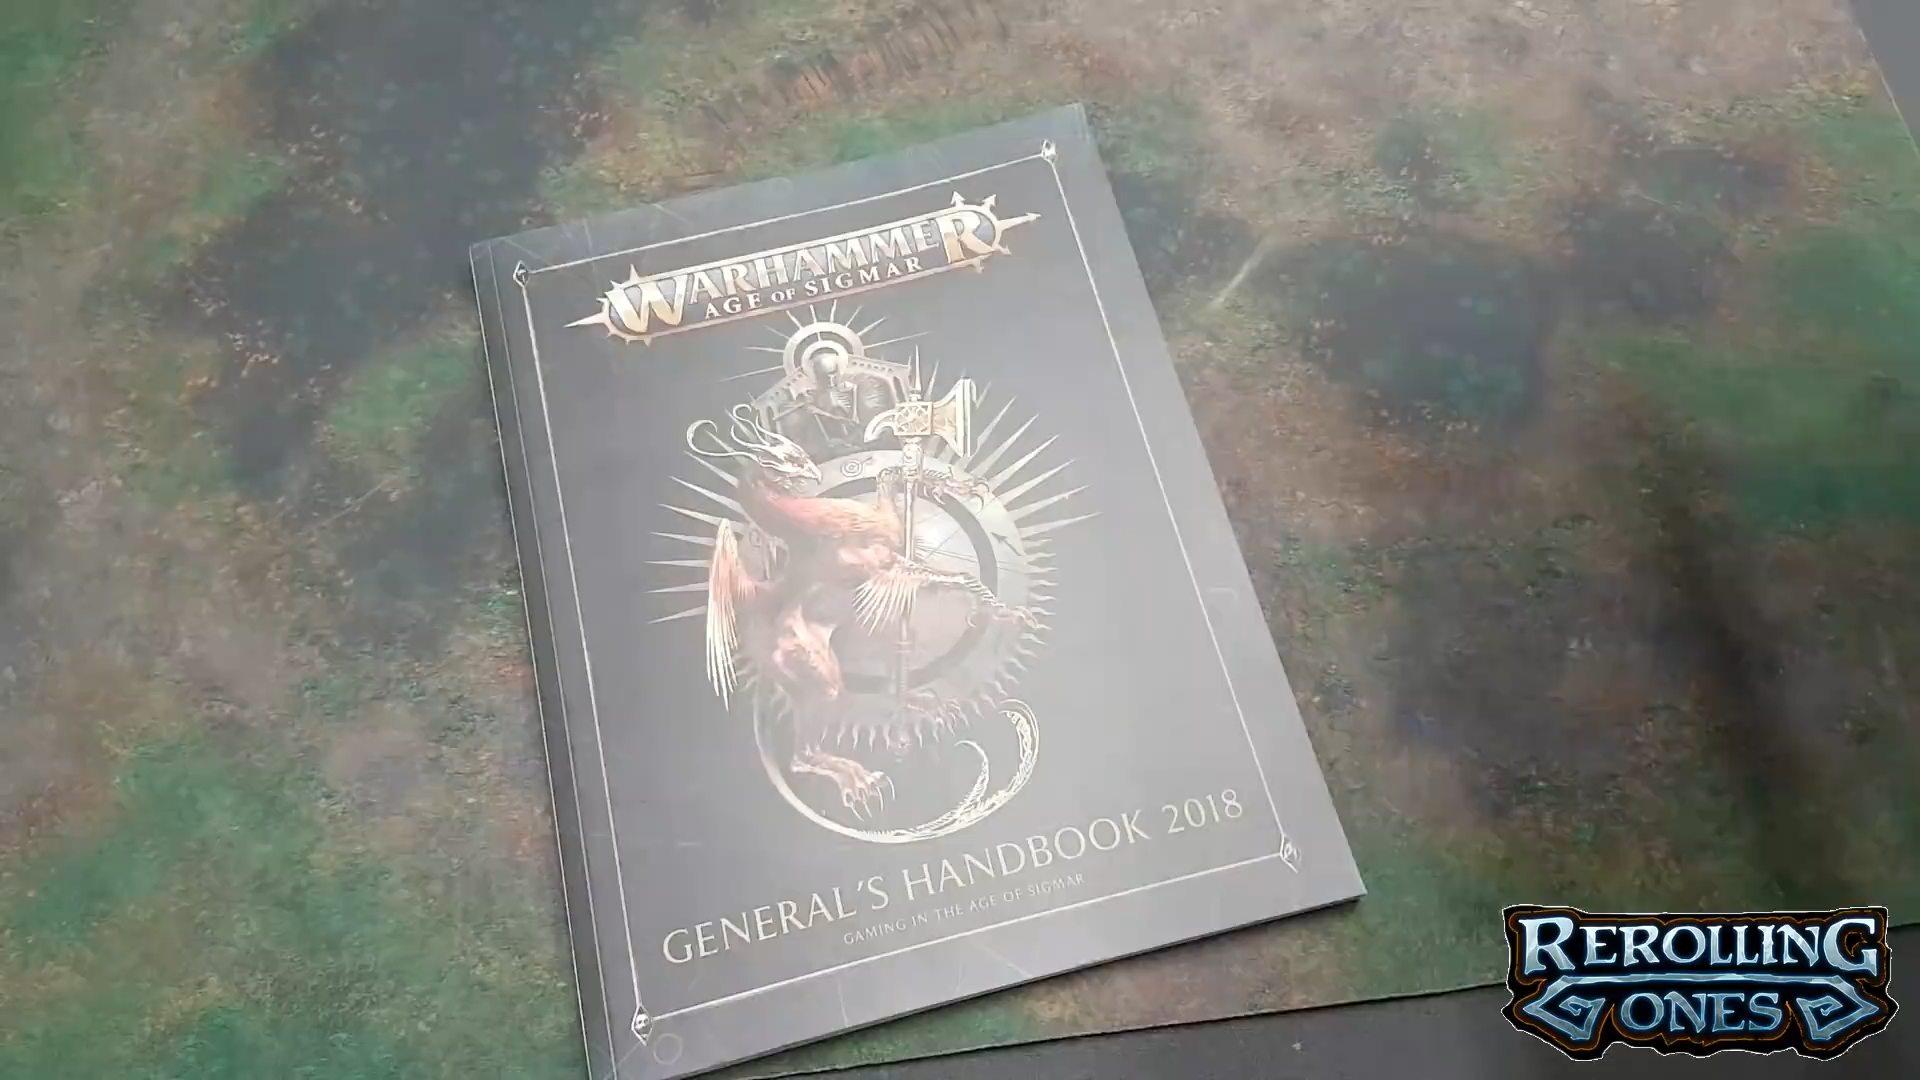 WARHAMMER
AGE OF SIGMAR
GENERAL'S HANDBOOK 2018
GAMING IN THE AGE OF SIGMAR
REROLLING
ONES